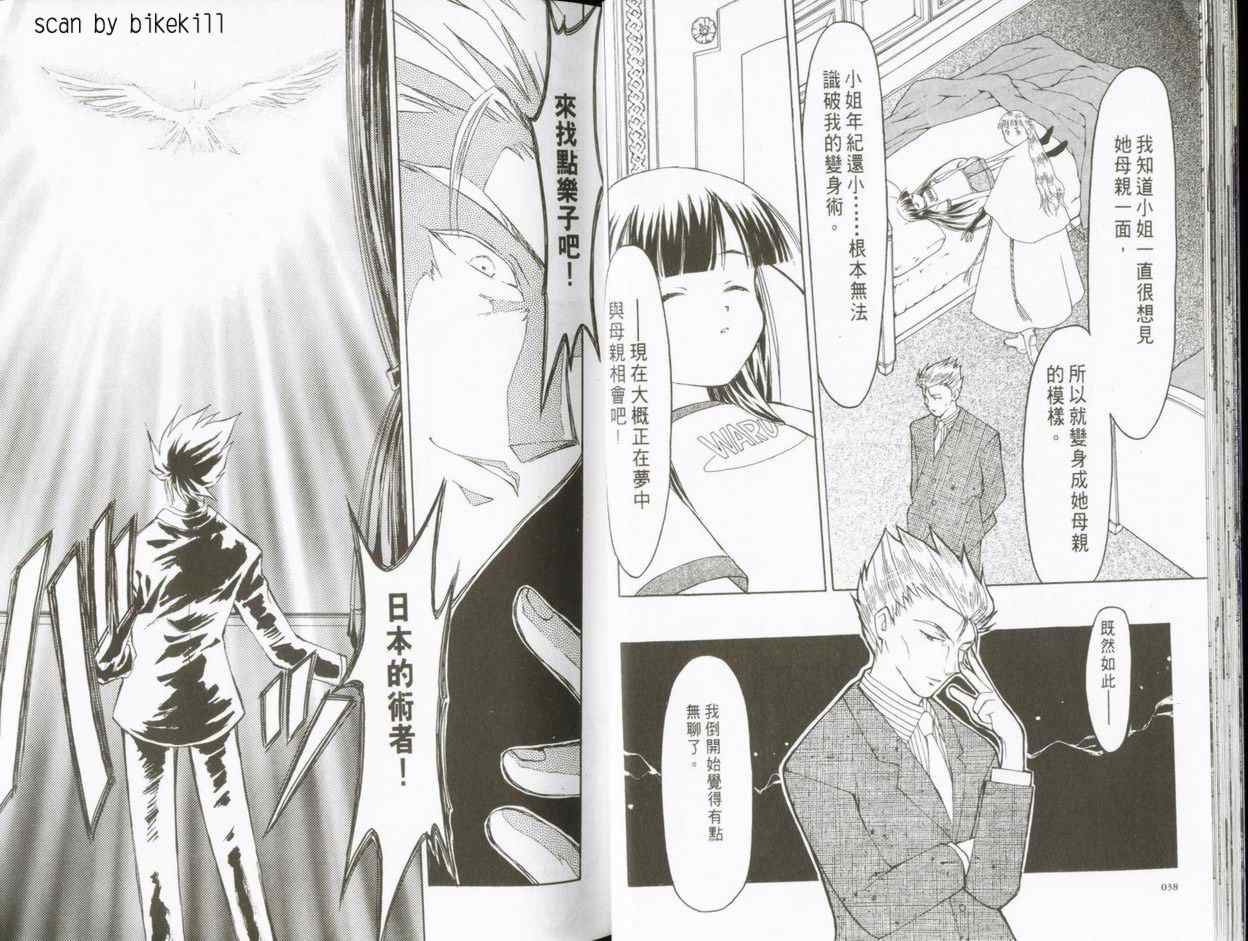 scan by bikekill
我知道小姐一直很想見
她母親一面，
所以就變身成她母親
的模樣。
小姐年紀還小……根本無法
識破我的變身術。
——現在大概正在夢中
與母親相會吧！
WARU
既然如此——
我倒開始覺得有點
無聊了。
038
來找點樂子吧！
日本的術者！